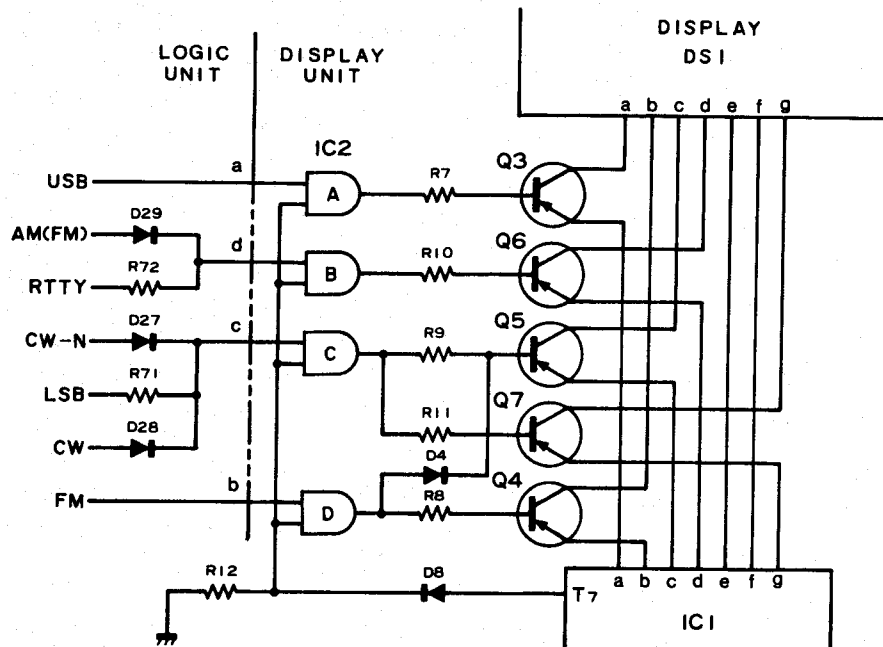 DISPLAY
DS1
LOGIC
UNIT
DISPLAY
UNIT
a b c d e f g
IC2
USB
a
A
R7
Q3
AM(FM)
D29
d
B
R10
Q6
R72
RTTY
CW-N
D27
c
C
R9
Q5
R71
LSB
R11
Q7
D28
CW
D4
FM
b
D
R8
Q4
R12
D8
T7
a b c d e f g
IC1